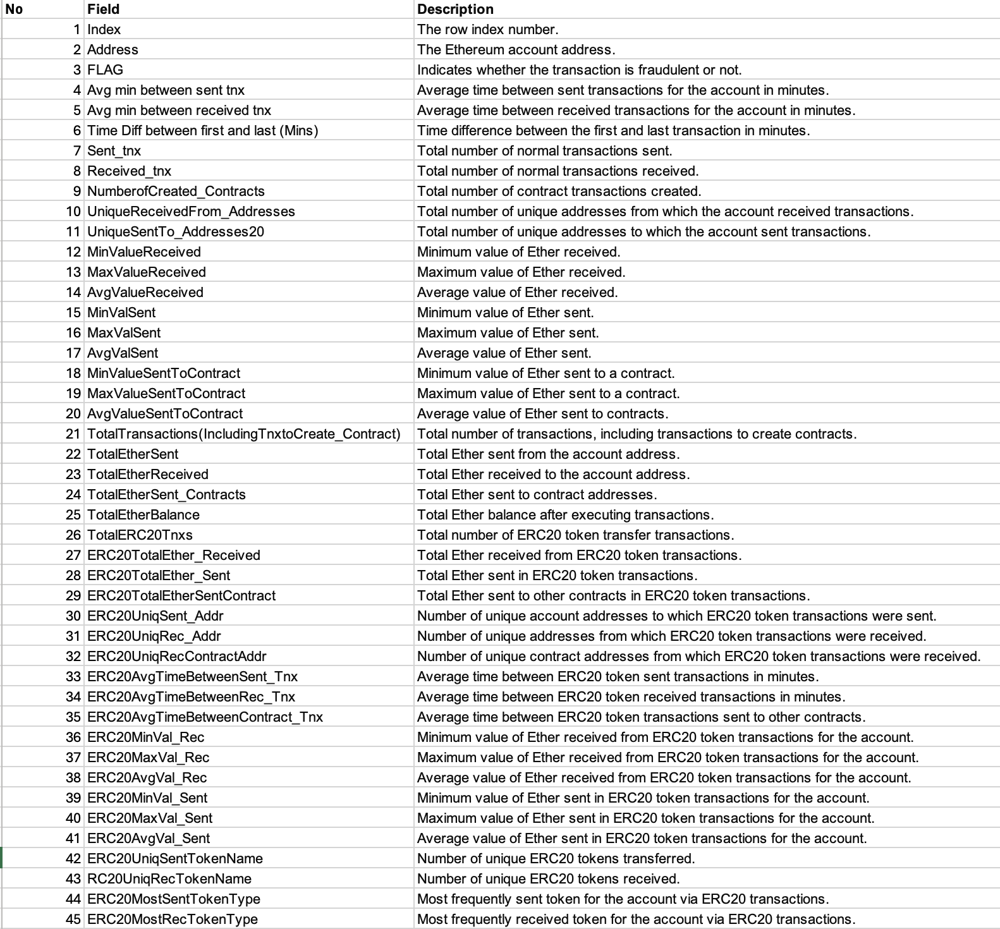 No Field Description
1 Index The row index number.
2 Address The Ethereum account address.
3 FLAG Indicates whether the transaction is fraudulent or not.
4 Avg min between sent tnx Average time between sent transactions for the account in minutes.
5 Avg min between received tnx Average time between received transactions for the account in minutes.
6 Time Diff between first and last (Mins) Time difference between the first and last transaction in minutes.
7 Sent_tnx Total number of normal transactions sent.
8 Received_tnx Total number of normal transactions received.
9 NumberofCreated_Contracts Total number of contract transactions created.
10 UniqueReceivedFrom_Addresses Total number of unique addresses from which the account received transactions.
11 UniqueSentTo_Addresses20 Total number of unique addresses to which the account sent transactions.
12 MinValueReceived Minimum value of Ether received.
13 MaxValueReceived Maximum value of Ether received.
14 AvgValueReceived Average value of Ether received.
15 MinValSent Minimum value of Ether sent.
16 MaxValSent Maximum value of Ether sent.
17 AvgValSent Average value of Ether sent.
18 MinValueSentToContract Minimum value of Ether sent to a contract.
19 MaxValueSentToContract Maximum value of Ether sent to a contract.
20 AvgValueSentToContract Average value of Ether sent to contracts.
21 TotalTransactions(IncludingTnxtoCreate_Contract) Total number of transactions, including transactions to create contracts.
22 TotalEtherSent Total Ether sent from the account address.
23 TotalEtherReceived Total Ether received to the account address.
24 TotalEtherSent_Contracts Total Ether sent to contract addresses.
25 TotalEtherBalance Total Ether balance after executing transactions.
26 TotalERC20Tnxs Total number of ERC20 token transfer transactions.
27 ERC20TotalEther_Received Total Ether received from ERC20 token transactions.
28 ERC20TotalEther_Sent Total Ether sent in ERC20 token transactions.
29 ERC20TotalEtherSentContract Total Ether sent to other contracts in ERC20 token transactions.
30 ERC20UniqSent_Addr Number of unique account addresses to which ERC20 token transactions were sent.
31 ERC20UniqRec_Addr Number of unique addresses from which ERC20 token transactions were received.
32 ERC20UniqRecContractAddr Number of unique contract addresses from which ERC20 token transactions were received.
33 ERC20AvgTimeBetweenSent_Tnx Average time between ERC20 token sent transactions in minutes.
34 ERC20AvgTimeBetweenRec_Tnx Average time between ERC20 token received transactions in minutes.
35 ERC20AvgTimeBetweenContract_Tnx Average time between ERC20 token transactions sent to other contracts.
36 ERC20MinVal_Rec Minimum value of Ether received from ERC20 token transactions for the account.
37 ERC20MaxVal_Rec Maximum value of Ether received from ERC20 token transactions for the account.
38 ERC20AvgVal_Rec Average value of Ether received from ERC20 token transactions for the account.
39 ERC20MinVal_Sent Minimum value of Ether sent in ERC20 token transactions for the account.
40 ERC20MaxVal_Sent Maximum value of Ether sent in ERC20 token transactions for the account.
41 ERC20AvgVal_Sent Average value of Ether sent in ERC20 token transactions for the account.
42 ERC20UniqSentTokenName Number of unique ERC20 tokens transferred.
43 RC20UniqRecTokenName Number of unique ERC20 tokens received.
44 ERC20MostSentTokenType Most frequently sent token for the account via ERC20 transactions.
45 ERC20MostRecTokenType Most frequently received token for the account via ERC20 transactions.